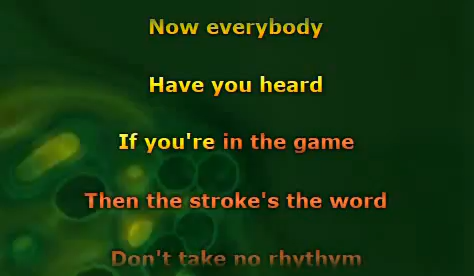 Now everybody
Have you heard
If you're in the game
Then the stroke's the word
Don't take no rhythym